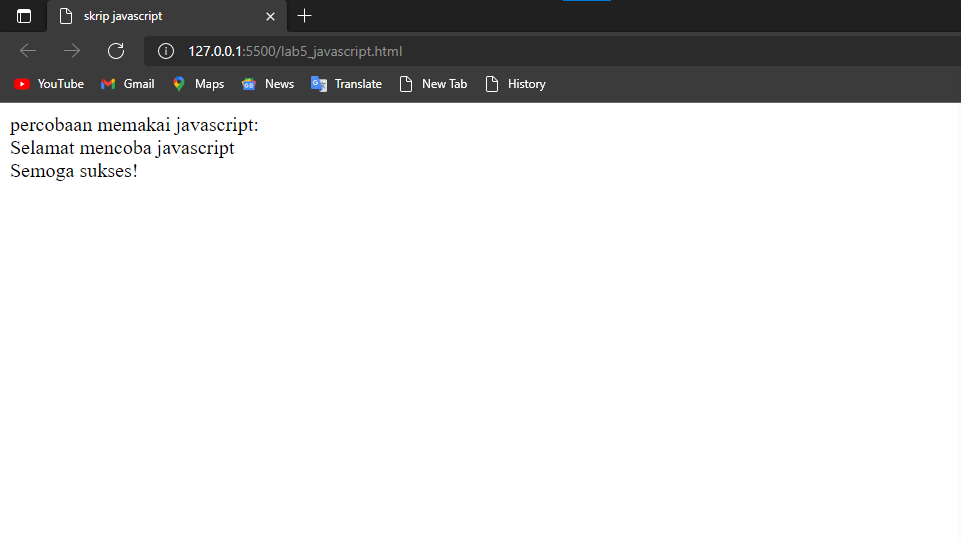 skrip javascript
127.0.0.1:5500/lab5_javascript.html
YouTube Gmail Maps News Translate New Tab History
percobaan memakai javascript:
Selamat mencoba javascript
Semoga sukses!